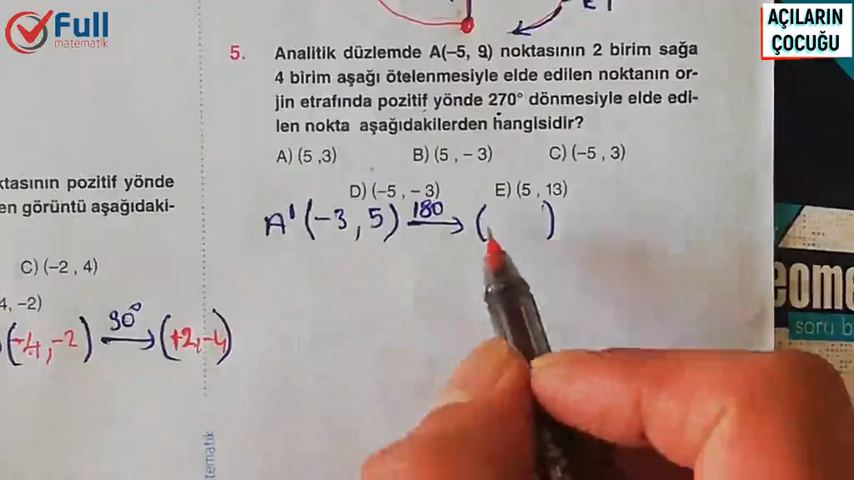 Full
matematik
AÇILARIN
ÇOCUĞU
5. Analitik düzlemde A(–5, 9) noktasının 2 birim sağa
4 birim aşağı ötelenmesiyle elde edilen noktanın or-
jin etrafında pozitif yönde 270° dönmesiyle elde edi-
len nokta aşağıdakilerden hangisidir?
A) (5 ,3)
B) (5 , – 3)
C) (–5 , 3)
D) (–5 , – 3)
E) (5 , 13)
A' (-3, 5) 180 → ( , )
ktasının pozitif yönde
en görüntü aşağıdaki-
C) (–2 , 4)
4, –2)
(-4, -2) 90° → (+2, -4)
tematik
eome
soru b